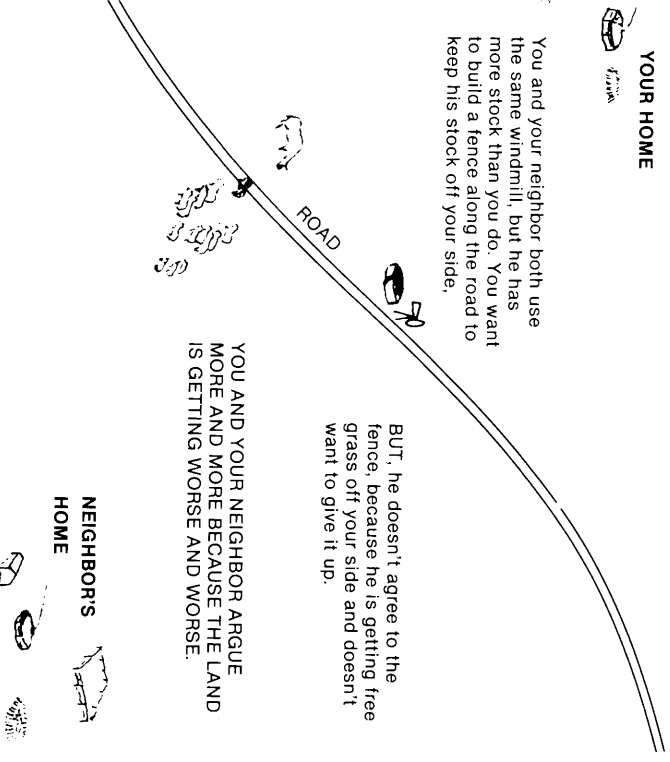 YOUR HOME
You and your neighbor both use
the same windmill, but he has
more stock than you do. You want
to build a fence along the road to
keep his stock off your side,
ROAD
BUT, he doesn't agree to the
fence, because he is getting free
grass off your side and doesn't
want to give it up.
YOU AND YOUR NEIGHBOR ARGUE
MORE AND MORE BECAUSE THE LAND
IS GETTING WORSE AND WORSE.
NEIGHBOR'S
HOME